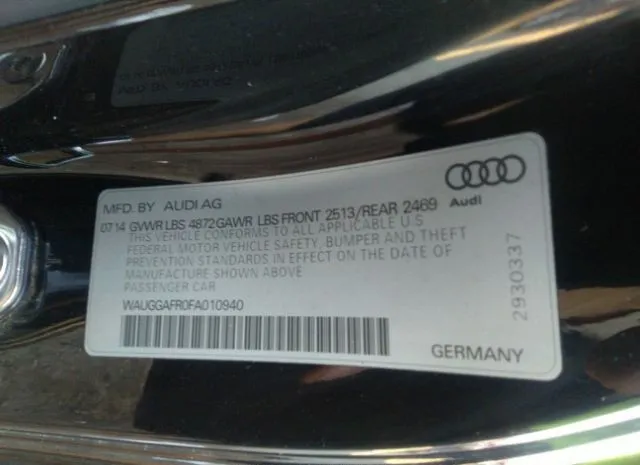 MFD. BY AUDI AG
0714 GVWR LBS 4872 GAWR LBS FRONT 2513/REAR 2469
THIS VEHICLE CONFORMS TO ALL APPLICABLE U.S
FEDERAL MOTOR VEHICLE SAFETY, BUMPER AND THEFT
PREVENTION STANDARDS IN EFFECT ON THE DATE OF
MANUFACTURE SHOWN ABOVE
PASSENGER CAR
WAUGGAFR0FA010940
GERMANY
Audi
2930337